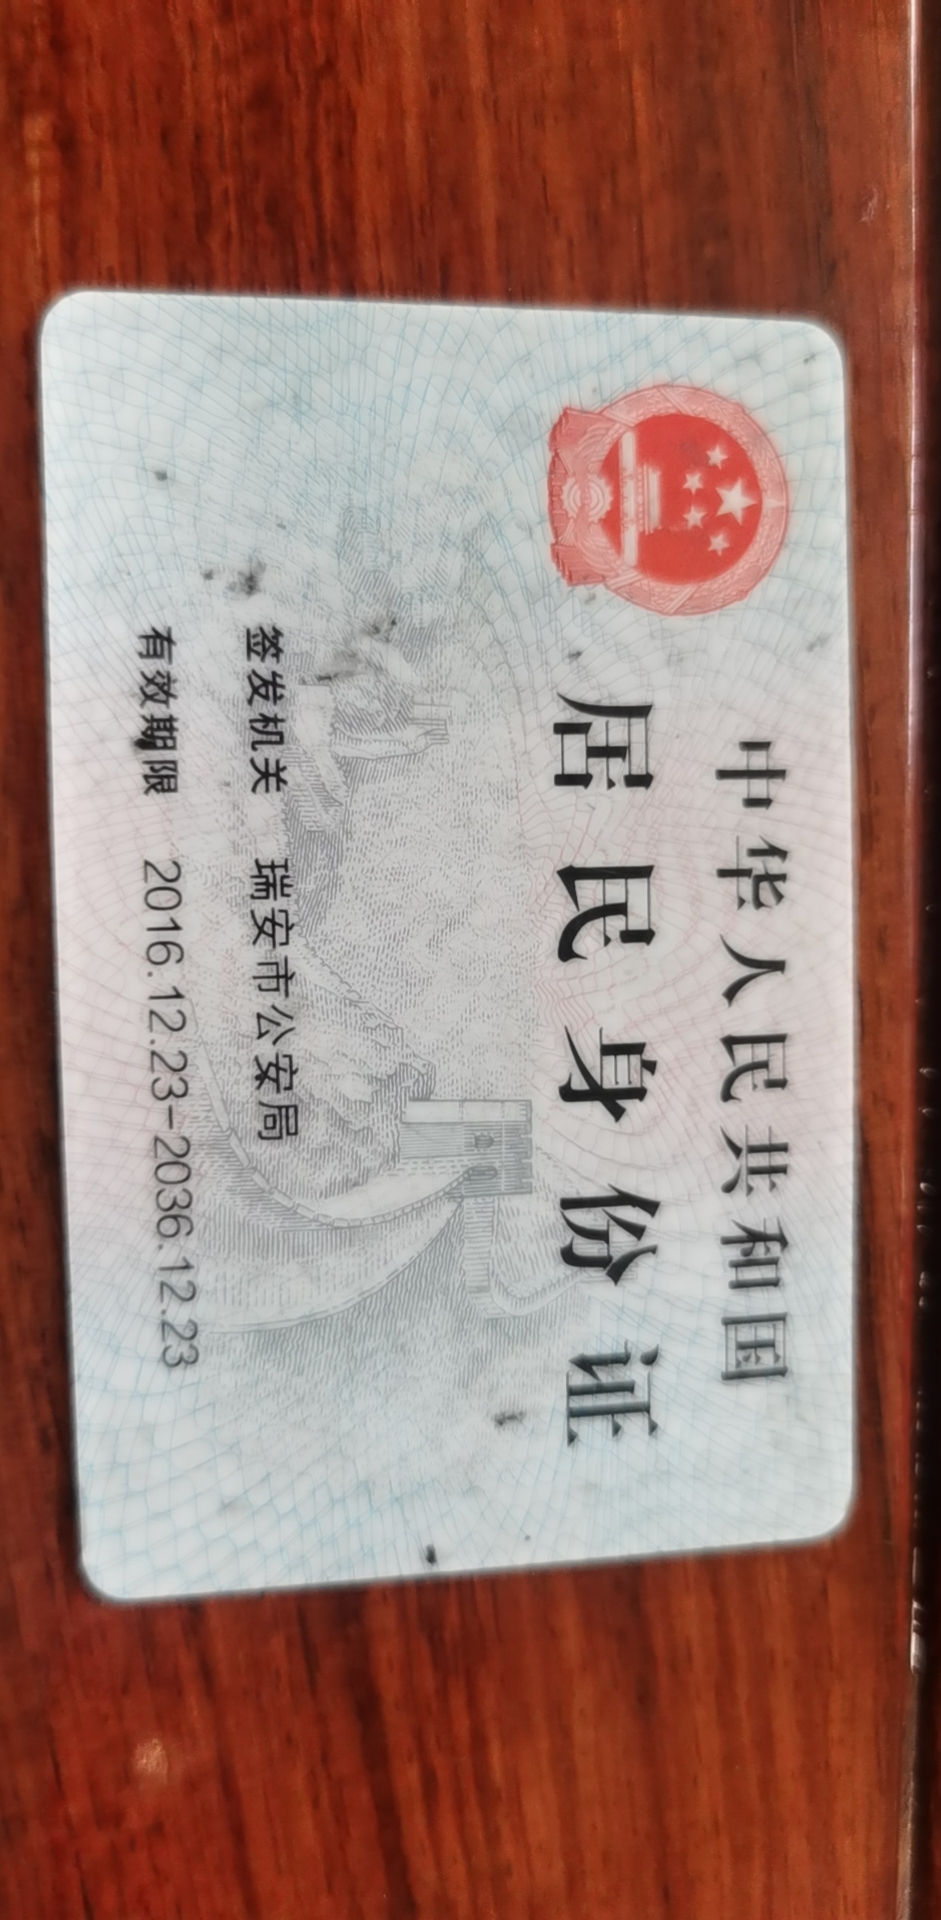 中华人民共和国
居民身份证
签发机关 瑞安市公安局
有效期限 2016.12.23-2036.12.23